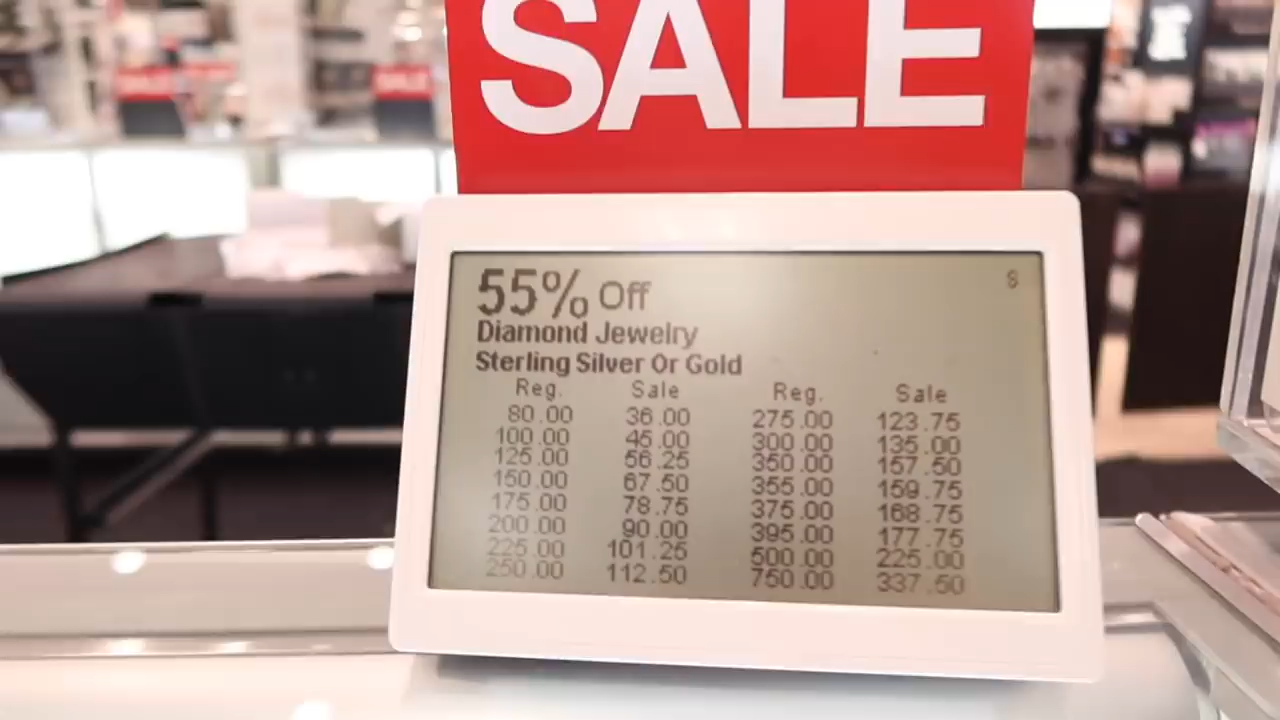 SALE
55% Off
8
Diamond Jewelry
Sterling Silver Or Gold
Reg. Sale Reg. Sale
80.00 36.00 275.00 123.75
100.00 45.00 300.00 135.00
125.00 56.25 350.00 157.50
150.00 67.50 355.00 159.75
175.00 78.75 375.00 168.75
200.00 90.00 395.00 177.75
225.00 101.25 500.00 225.00
250.00 112.50 750.00 337.50
SALE
SALE